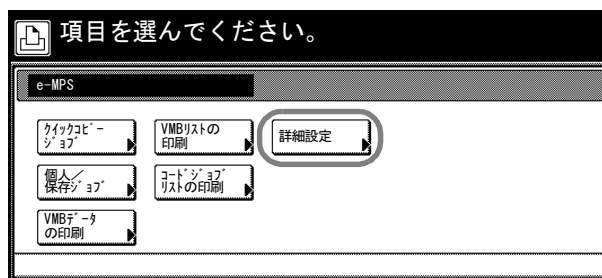 項目を選んでください。
e-MPS
ｸｲｯｸｺﾋﾟｰ
ｼﾞｮﾌﾞ
VMBﾘｽﾄの
印刷
詳細設定
個人／
保存ｼﾞｮﾌﾞ
ｺｰﾄﾞｼﾞｮﾌﾞ
ﾘｽﾄの印刷
VMBﾃﾞｰﾀ
の印刷